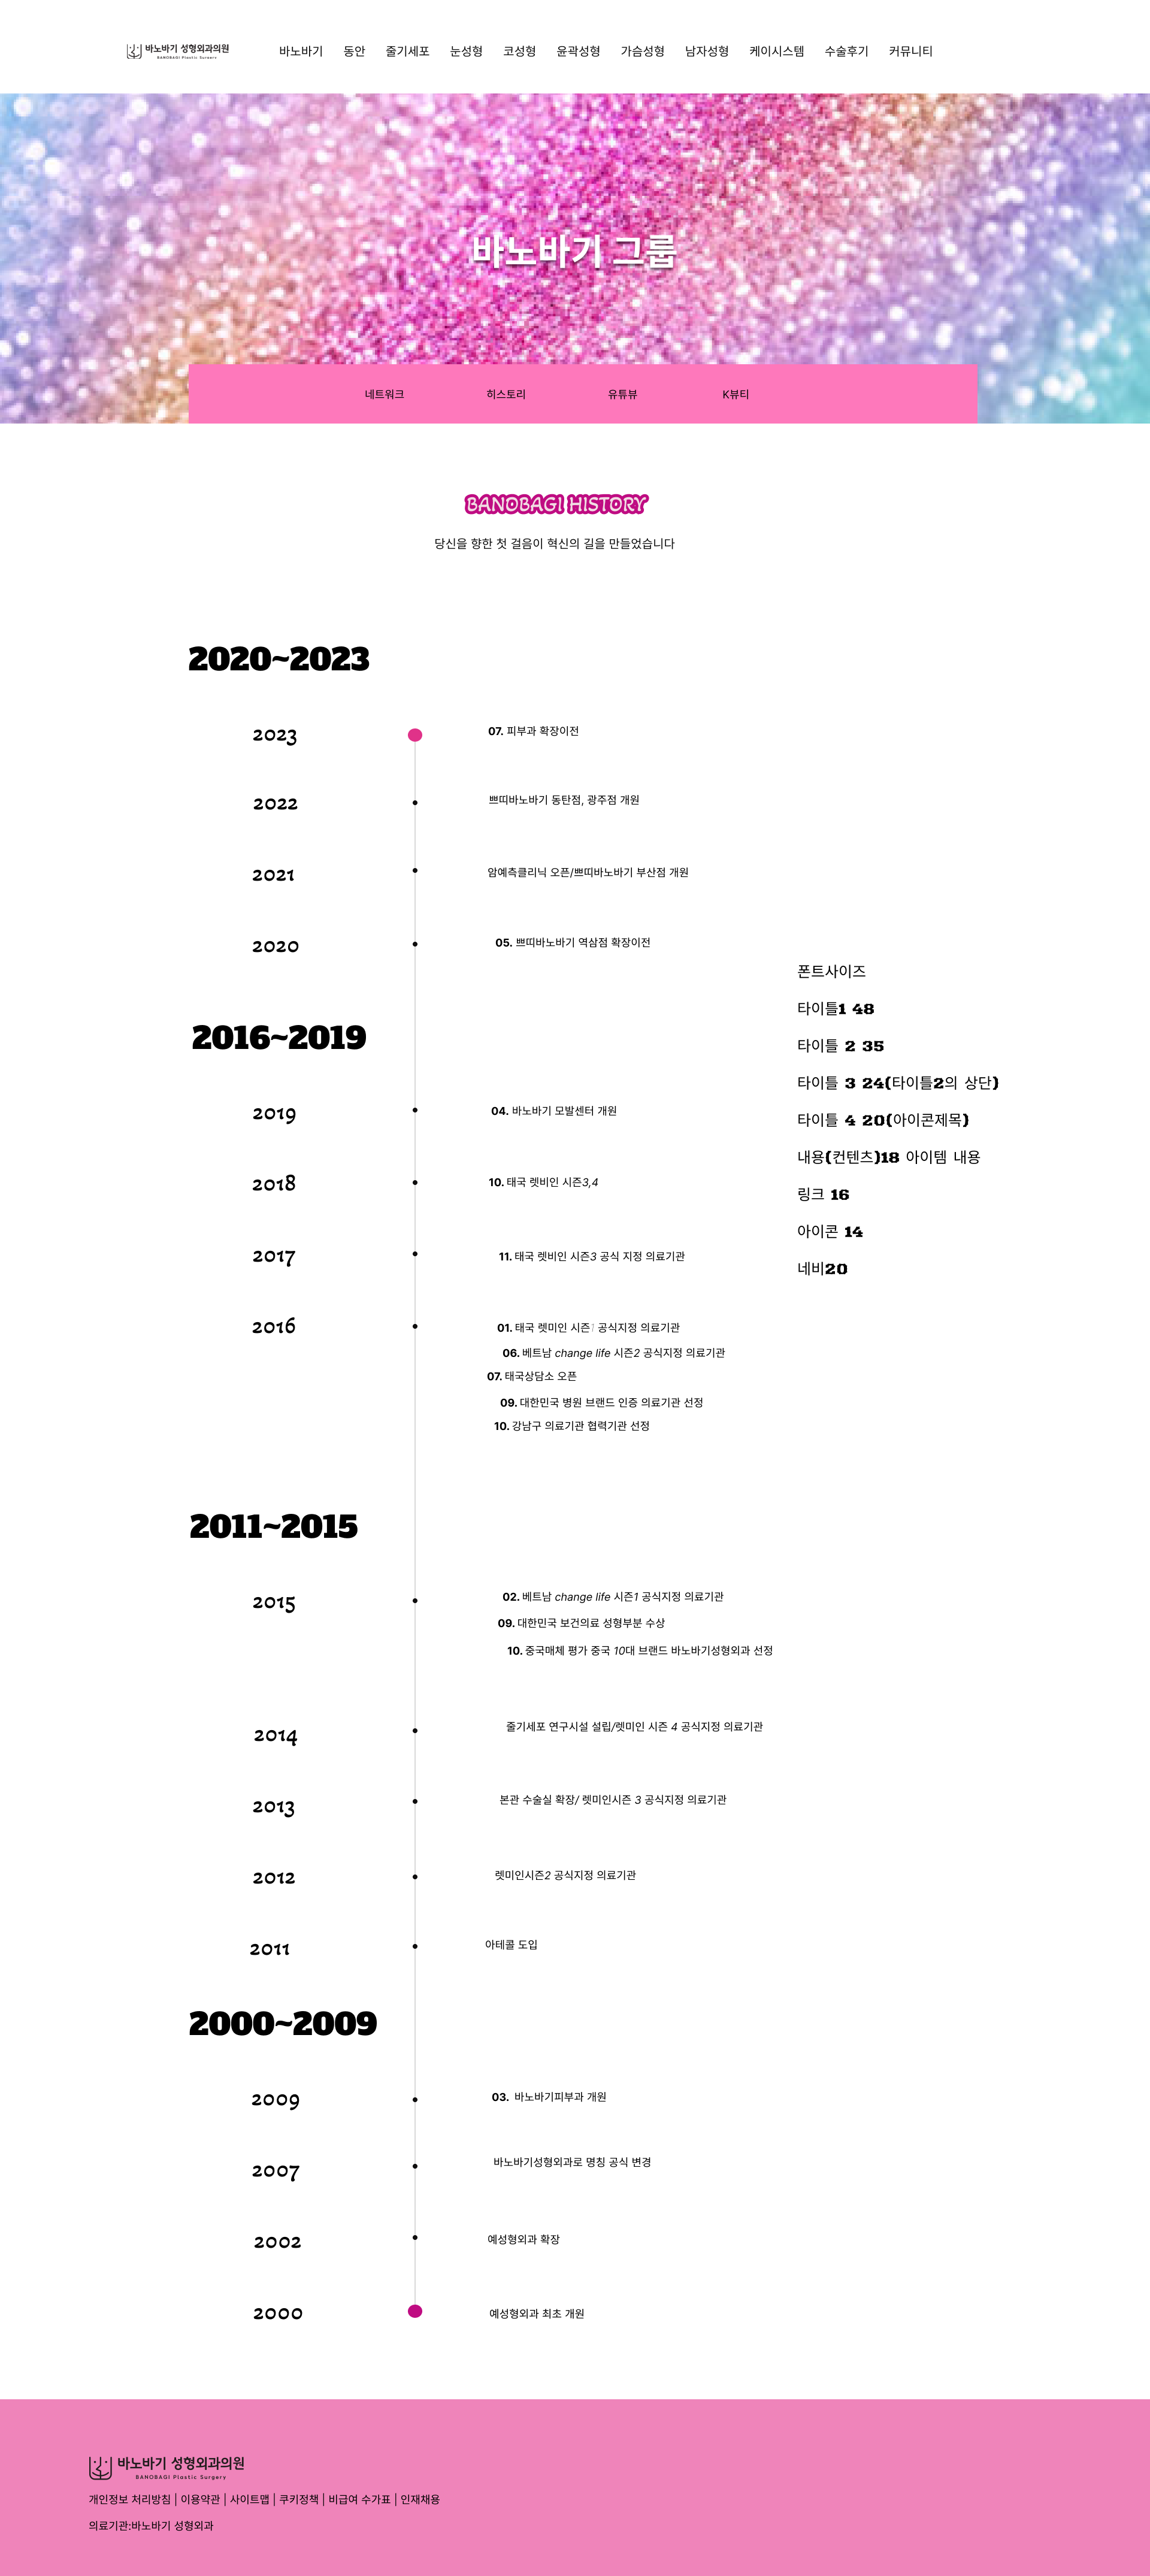 바노바기 성형외과의원
BANOBAGI Plastic Surgery
바노바기 동안 줄기세포 눈성형 코성형 윤곽성형 가슴성형 남자성형 케이시스템 수술후기 커뮤니티
바노바기 그룹
네트워크 히스토리 유튜뷰 K뷰티
BANOBAGI HISTORY
당신을 향한 첫 걸음이 혁신의 길을 만들었습니다
2020~2023
2023 07. 피부과 확장이전
2022 쁘띠바노바기 동탄점, 광주점 개원
2021 암예측클리닉 오픈/쁘띠바노바기 부산점 개원
2020 05. 쁘띠바노바기 역삼점 확장이전
폰트사이즈
타이틀1 48
타이틀 2 35
타이틀 3 24(타이틀2의 상단)
타이틀 4 20(아이콘제목)
내용(컨텐츠)18 아이템 내용
링크 16
아이콘 14
네비20
2016~2019
2019 04. 바노바기 모발센터 개원
2018 10. 태국 렛비인 시즌3,4
2017 11. 태국 렛비인 시즌3 공식 지정 의료기관
2016 01. 태국 렛미인 시즌1 공식지정 의료기관
06. 베트남 change life 시즌2 공식지정 의료기관
07. 태국상담소 오픈
09. 대한민국 병원 브랜드 인증 의료기관 선정
10. 강남구 의료기관 협력기관 선정
2011~2015
2015 02. 베트남 change life 시즌1 공식지정 의료기관
09. 대한민국 보건의료 성형부분 수상
10. 중국매체 평가 중국 10대 브랜드 바노바기성형외과 선정
2014 줄기세포 연구시설 설립/렛미인 시즌 4 공식지정 의료기관
2013 본관 수술실 확장/ 렛미인시즌 3 공식지정 의료기관
2012 렛미인시즌2 공식지정 의료기관
2011 아테콜 도입
2000~2009
2009 03. 바노바기피부과 개원
2007 바노바기성형외과로 명칭 공식 변경
2002 예성형외과 확장
2000 예성형외과 최초 개원
바노바기 성형외과의원
BANOBAGI Plastic Surgery
개인정보 처리방침 | 이용약관 | 사이트맵 | 쿠키정책 | 비급여 수가표 | 인재채용
의료기관:바노바기 성형외과